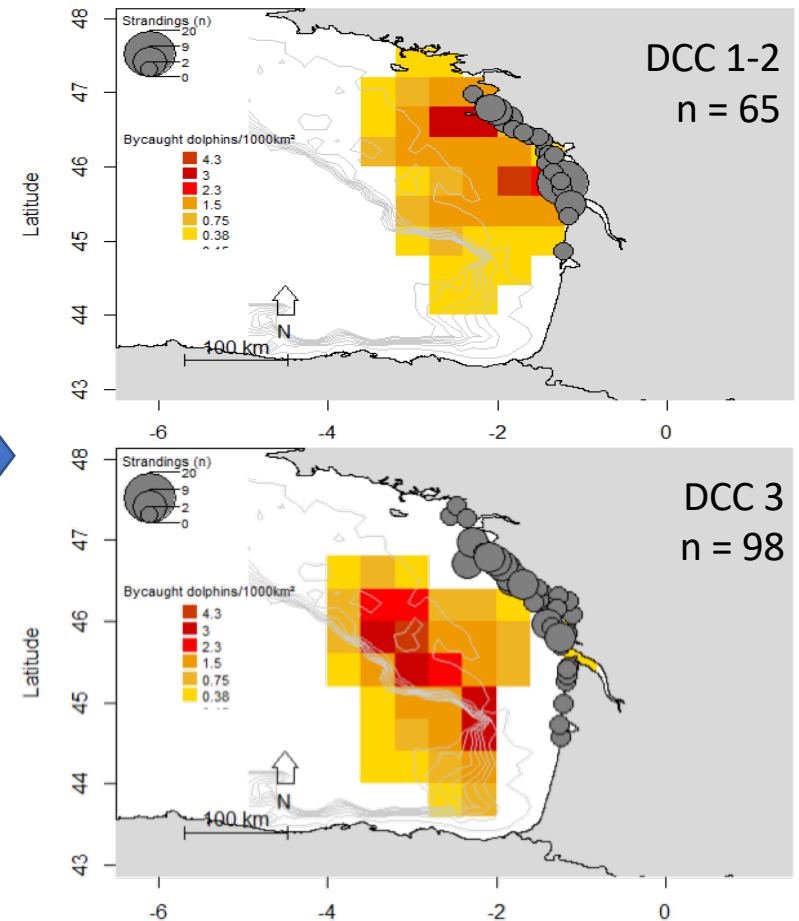 Strandings (n)
20
9
2
0
DCC 1-2
n = 65
Bycaught dolphins/1000km²
4.3
3
2.3
1.5
0.75
0.38
N
100 km
Latitude
48
47
46
45
44
43
-6
-4
-2
0
Strandings (n)
20
9
2
0
DCC 3
n = 98
Bycaught dolphins/1000km²
4.3
3
2.3
1.5
0.75
0.38
N
100 km
Latitude
48
47
46
45
44
43
-6
-4
-2
0